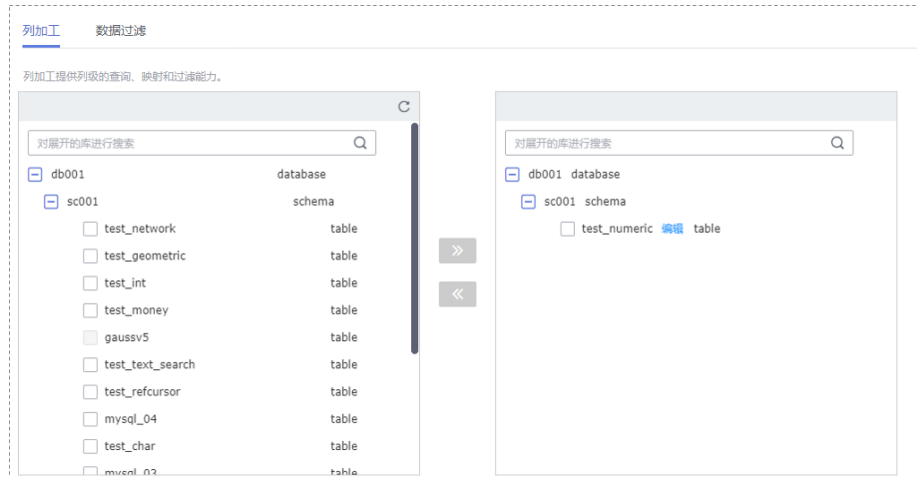 列加工 数据过滤
列加工提供列级的查询、映射和过滤能力。
对展开的库进行搜索
db001 database
sc001 schema
test_network table
test_geometric table
test_int table
test_money table
gaussv5 table
test_text_search table
test_refcursor table
mysql_04 table
test_char table
mysql_03 table
对展开的库进行搜索
db001 database
sc001 schema
test_numeric 编辑 table